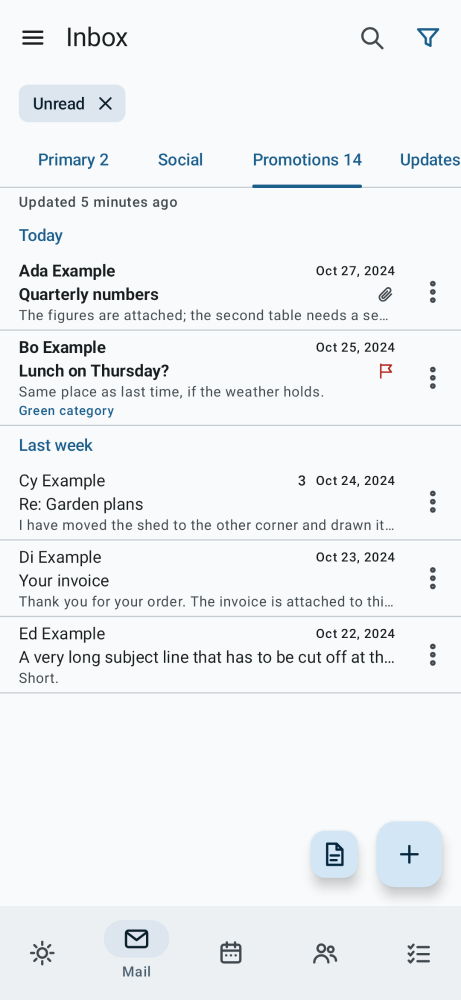 Inbox
Unread
Primary 2 Social Promotions 14 Updates
Updated 5 minutes ago
Today
Ada Example Oct 27, 2024
Quarterly numbers
The figures are attached; the second table needs a se…
Bo Example Oct 25, 2024
Lunch on Thursday?
Same place as last time, if the weather holds.
Green category
Last week
Cy Example 3 Oct 24, 2024
Re: Garden plans
I have moved the shed to the other corner and drawn it…
Di Example Oct 23, 2024
Your invoice
Thank you for your order. The invoice is attached to thi…
Ed Example Oct 22, 2024
A very long subject line that has to be cut off at th…
Short.
Mail